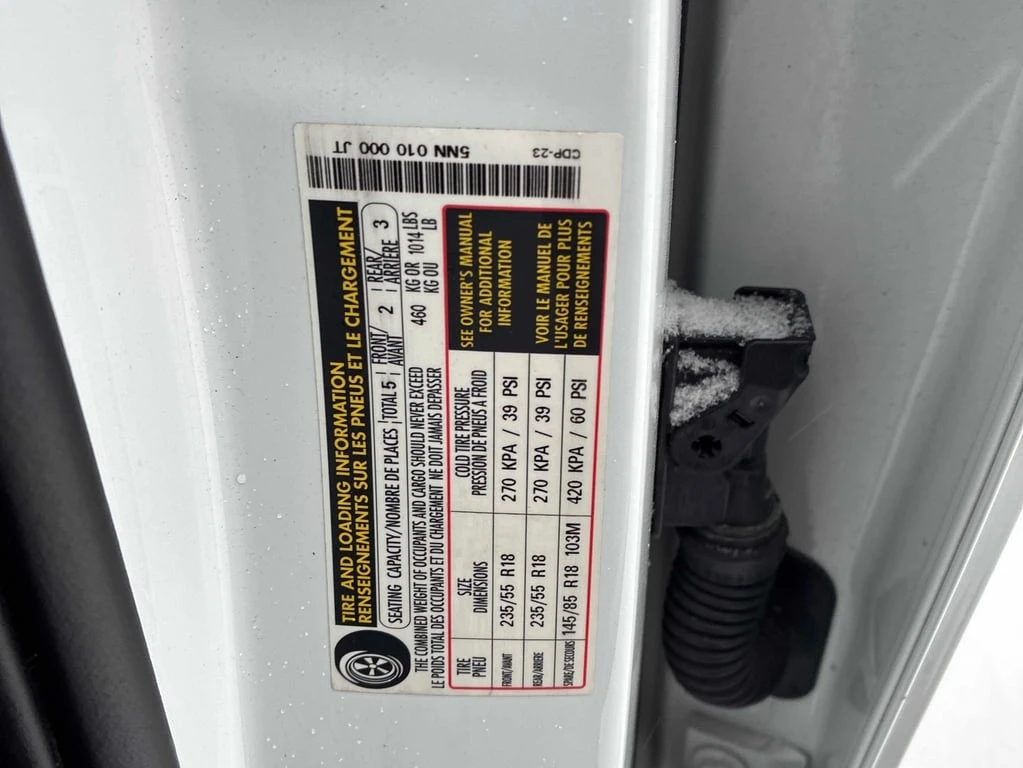 TIRE AND LOADING INFORMATION
RENSEIGNEMENTS SUR LES PNEUS ET LE CHARGEMENT
SEATING CAPACITY/NOMBRE DE PLACES TOTAL 5 FRONT/AVANT 2 REAR/ARRIÈRE 3
THE COMBINED WEIGHT OF OCCUPANTS AND CARGO SHOULD NEVER EXCEED 460 KG OR 1014 LBS
LE POIDS TOTAL DES OCCUPANTS ET DU CHARGEMENT NE DOIT JAMAIS DEPASSER KG OU LB
TIRE SIZE COLD TIRE PRESSURE
PNEU DIMENSIONS PRESSION DE PNEUS A FROID
FRONT/AVANT 235/55 R18 270 KPA / 39 PSI
REAR/ARRIERE 235/55 R18 270 KPA / 39 PSI
SPARE/DE SECOURS 145/85 R18 103M 420 KPA / 60 PSI
SEE OWNER'S MANUAL
FOR ADDITIONAL
INFORMATION
VOIR LE MANUEL DE
L'USAGER POUR PLUS
DE RENSEIGNEMENTS
CDP-23 5NN 010 000 JT